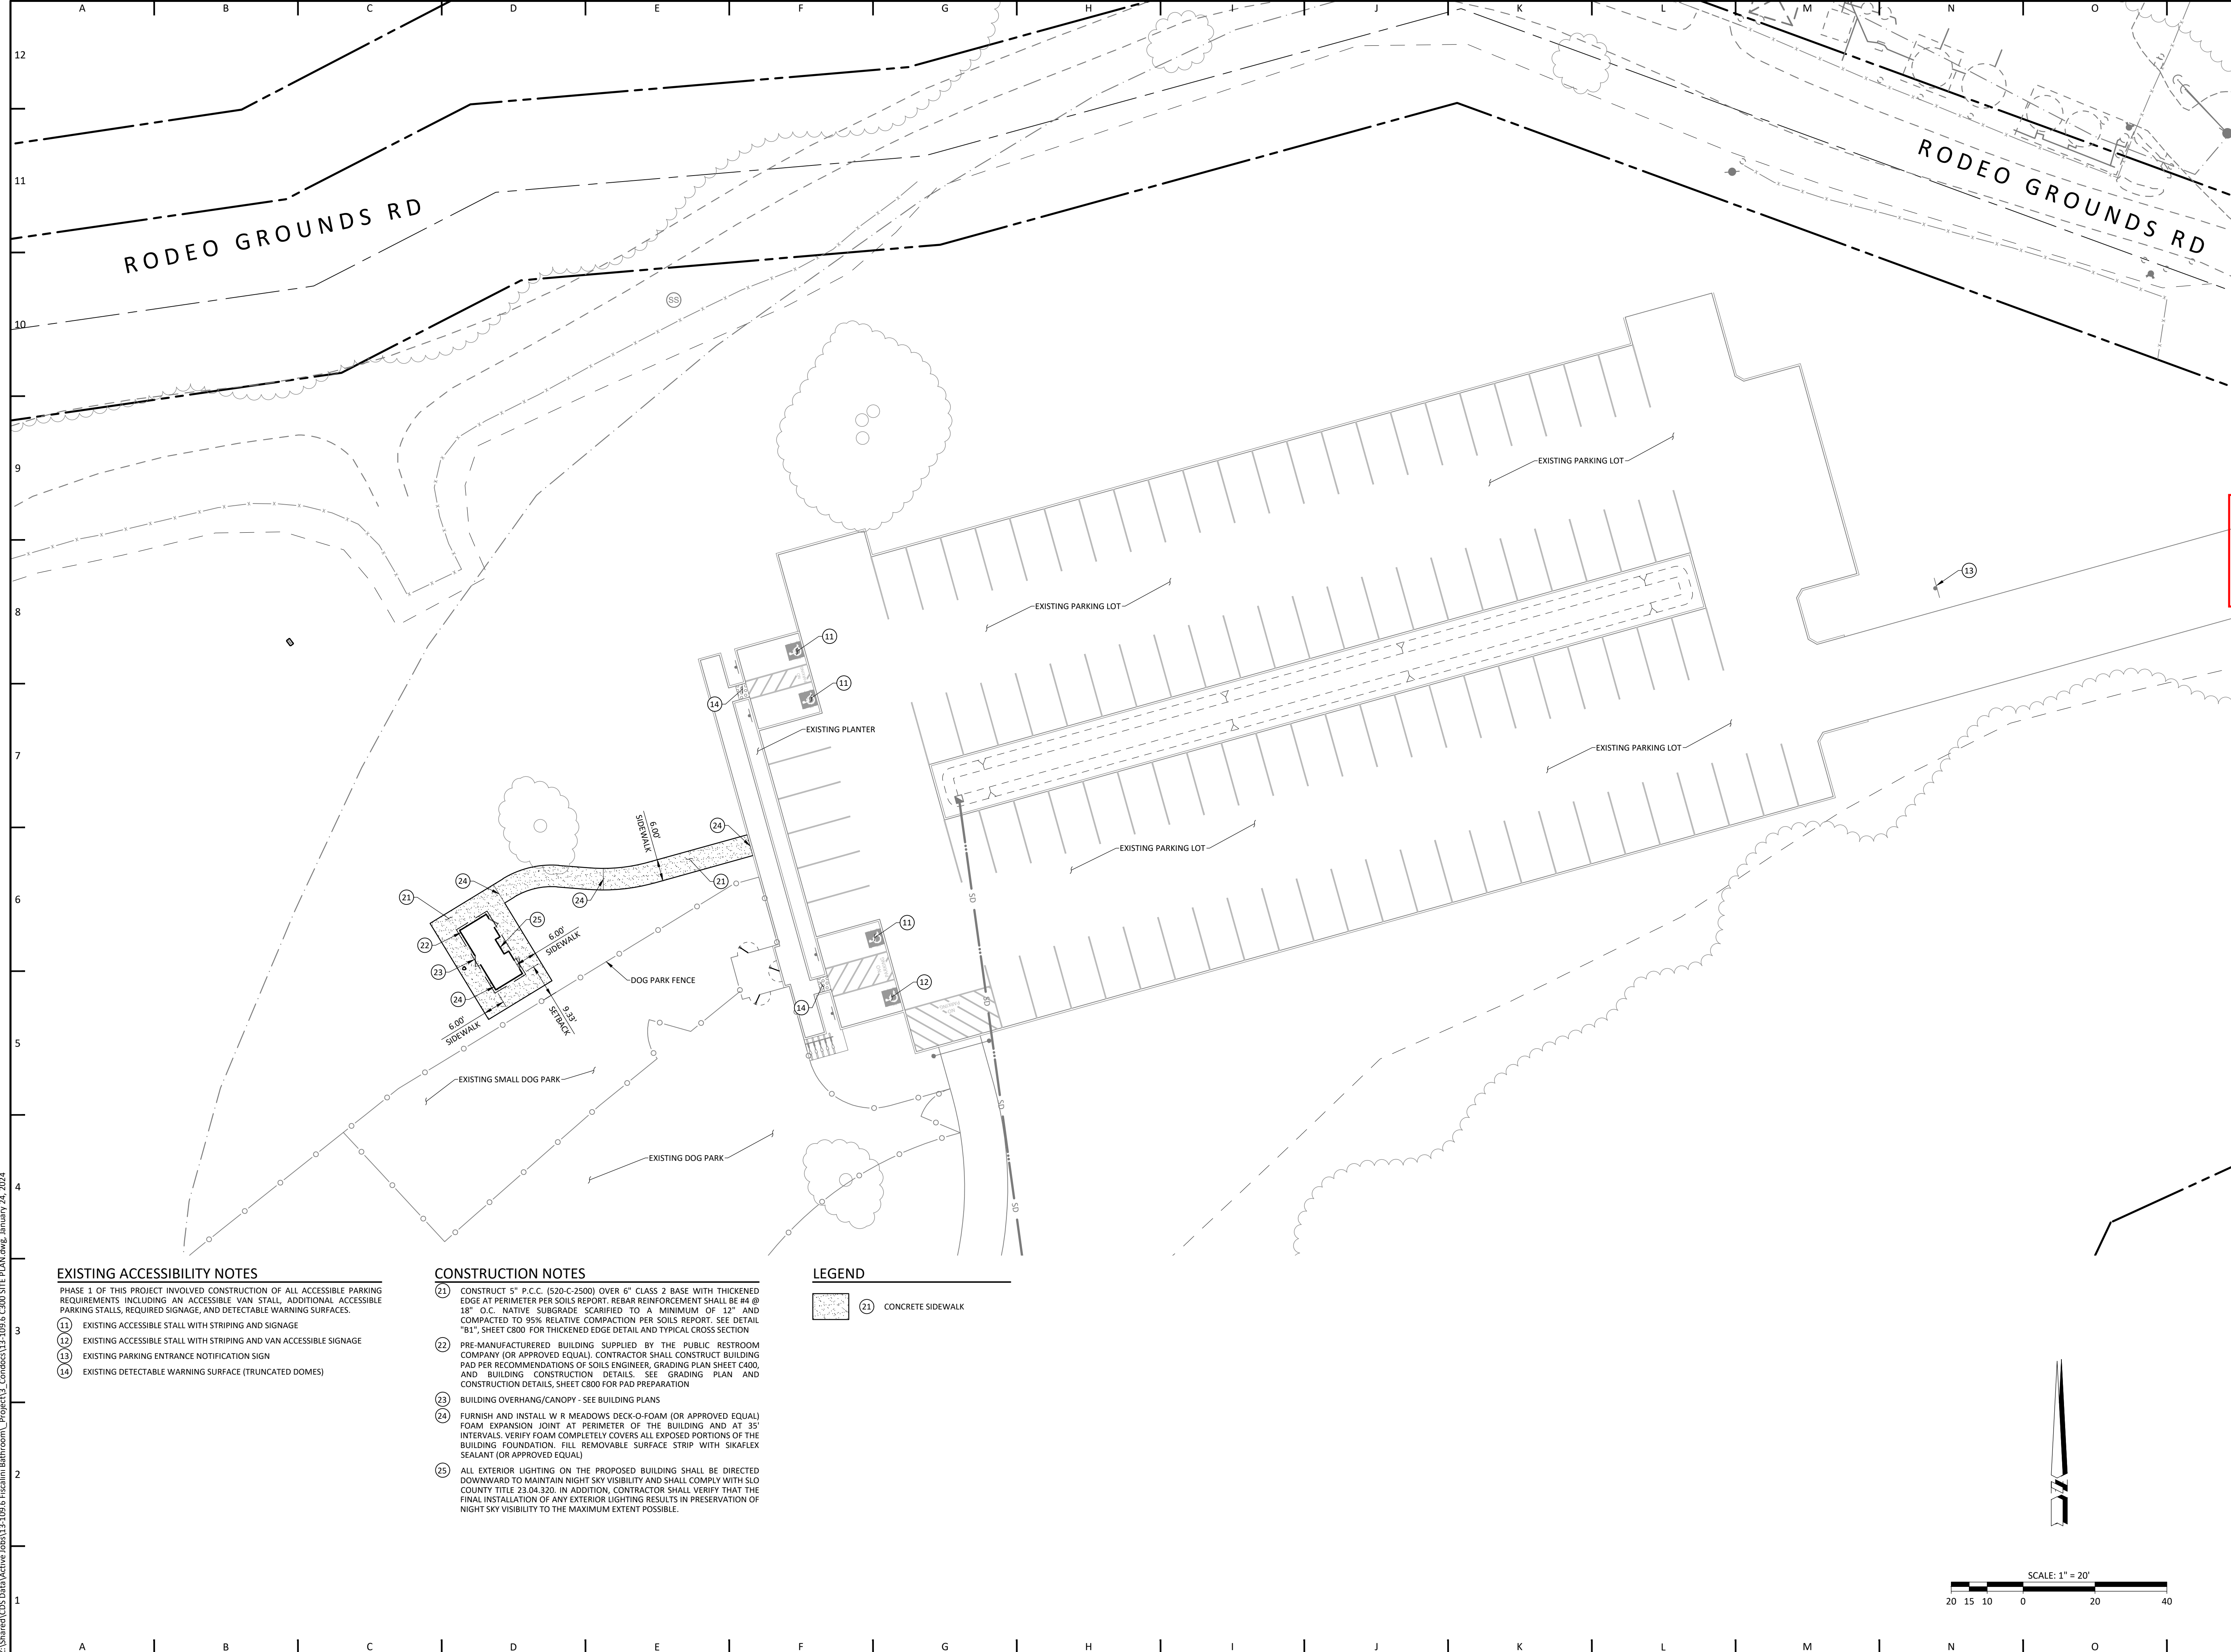 A B C D E F G H I J K L M N O
12
RODEO GROUNDS RD
11
RODEO GROUNDS RD
10
SS
9
EXISTING PARKING LOT
13
8
EXISTING PARKING LOT
11
11
14
EXISTING PLANTER
7
EXISTING PARKING LOT
6.00'
SIDEWALK
24
EXISTING PARKING LOT
24
21
21
24
6
SD
25
11
22
6.00'
SIDEWALK
23
DOG PARK FENCE
12
24
14
SD
9.33'
SETBACK
6.00'
SIDEWALK
5
EXISTING SMALL DOG PARK
SD
EXISTING DOG PARK
4
SD
EXISTING ACCESSIBILITY NOTES
PHASE 1 OF THIS PROJECT INVOLVED CONSTRUCTION OF ALL ACCESSIBLE PARKING
REQUIREMENTS INCLUDING AN ACCESSIBLE VAN STALL, ADDITIONAL ACCESSIBLE
PARKING STALLS, REQUIRED SIGNAGE, AND DETECTABLE WARNING SURFACES.
11 EXISTING ACCESSIBLE STALL WITH STRIPING AND SIGNAGE
12 EXISTING ACCESSIBLE STALL WITH STRIPING AND VAN ACCESSIBLE SIGNAGE
13 EXISTING PARKING ENTRANCE NOTIFICATION SIGN
14 EXISTING DETECTABLE WARNING SURFACE (TRUNCATED DOMES)
CONSTRUCTION NOTES
21 CONSTRUCT 5" P.C.C. (520-C-2500) OVER 6" CLASS 2 BASE WITH THICKENED
EDGE AT PERIMETER PER SOILS REPORT. REBAR REINFORCEMENT SHALL BE #4 @
18" O.C. NATIVE SUBGRADE SCARIFIED TO A MINIMUM OF 12" AND
COMPACTED TO 95% RELATIVE COMPACTION PER SOILS REPORT. SEE DETAIL
"B1", SHEET C800 FOR THICKENED EDGE DETAIL AND TYPICAL CROSS SECTION
22 PRE-MANUFACTURERED BUILDING SUPPLIED BY THE PUBLIC RESTROOM
COMPANY (OR APPROVED EQUAL). CONTRACTOR SHALL CONSTRUCT BUILDING
PAD PER RECOMMENDATIONS OF SOILS ENGINEER, GRADING PLAN SHEET C400,
AND BUILDING CONSTRUCTION DETAILS. SEE GRADING PLAN AND
CONSTRUCTION DETAILS, SHEET C800 FOR PAD PREPARATION
23 BUILDING OVERHANG/CANOPY - SEE BUILDING PLANS
24 FURNISH AND INSTALL W R MEADOWS DECK-O-FOAM (OR APPROVED EQUAL)
FOAM EXPANSION JOINT AT PERIMETER OF THE BUILDING AND AT 35'
INTERVALS. VERIFY FOAM COMPLETELY COVERS ALL EXPOSED PORTIONS OF THE
BUILDING FOUNDATION. FILL REMOVABLE SURFACE STRIP WITH SIKAFLEX
SEALANT (OR APPROVED EQUAL)
25 ALL EXTERIOR LIGHTING ON THE PROPOSED BUILDING SHALL BE DIRECTED
DOWNWARD TO MAINTAIN NIGHT SKY VISIBILITY AND SHALL COMPLY WITH SLO
COUNTY TITLE 23.04.320. IN ADDITION, CONTRACTOR SHALL VERIFY THAT THE
FINAL INSTALLATION OF ANY EXTERIOR LIGHTING RESULTS IN PRESERVATION OF
NIGHT SKY VISIBILITY TO THE MAXIMUM EXTENT POSSIBLE.
LEGEND
21 CONCRETE SIDEWALK
3
2
1
N
SCALE: 1" = 20'
20 15 10 0 20 40
A B C D E F G H I J K L M N O